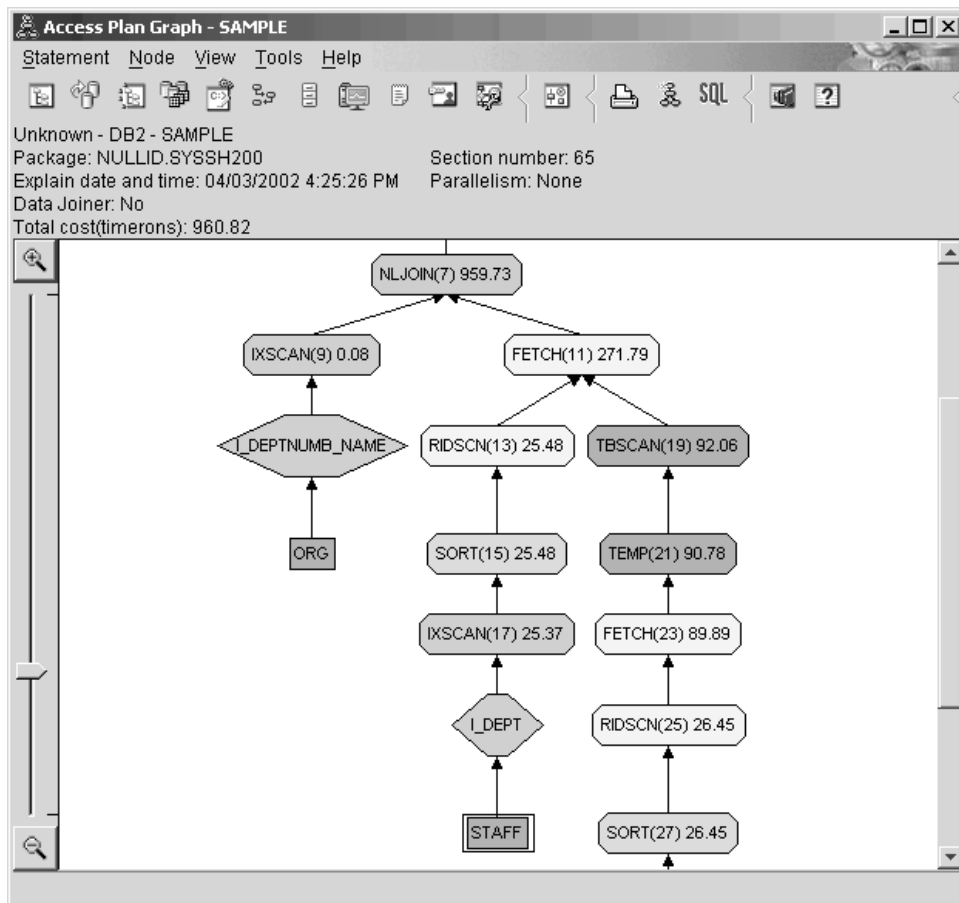 Access Plan Graph - SAMPLE
Statement Node View Tools Help
SQL
Unknown - DB2 - SAMPLE
Package: NULLID.SYSSH200 Section number: 65
Explain date and time: 04/03/2002 4:25:26 PM Parallelism: None
Data Joiner: No
Total cost(timerons): 960.82
NLJOIN(7) 959.73
IXSCAN(9) 0.08 FETCH(11) 271.79
I_DEPTNUMB_NAME RIDSCN(13) 25.48 TBSCAN(19) 92.06
ORG SORT(15) 25.48 TEMP(21) 90.78
IXSCAN(17) 25.37 FETCH(23) 89.89
I_DEPT RIDSCN(25) 26.45
STAFF SORT(27) 26.45